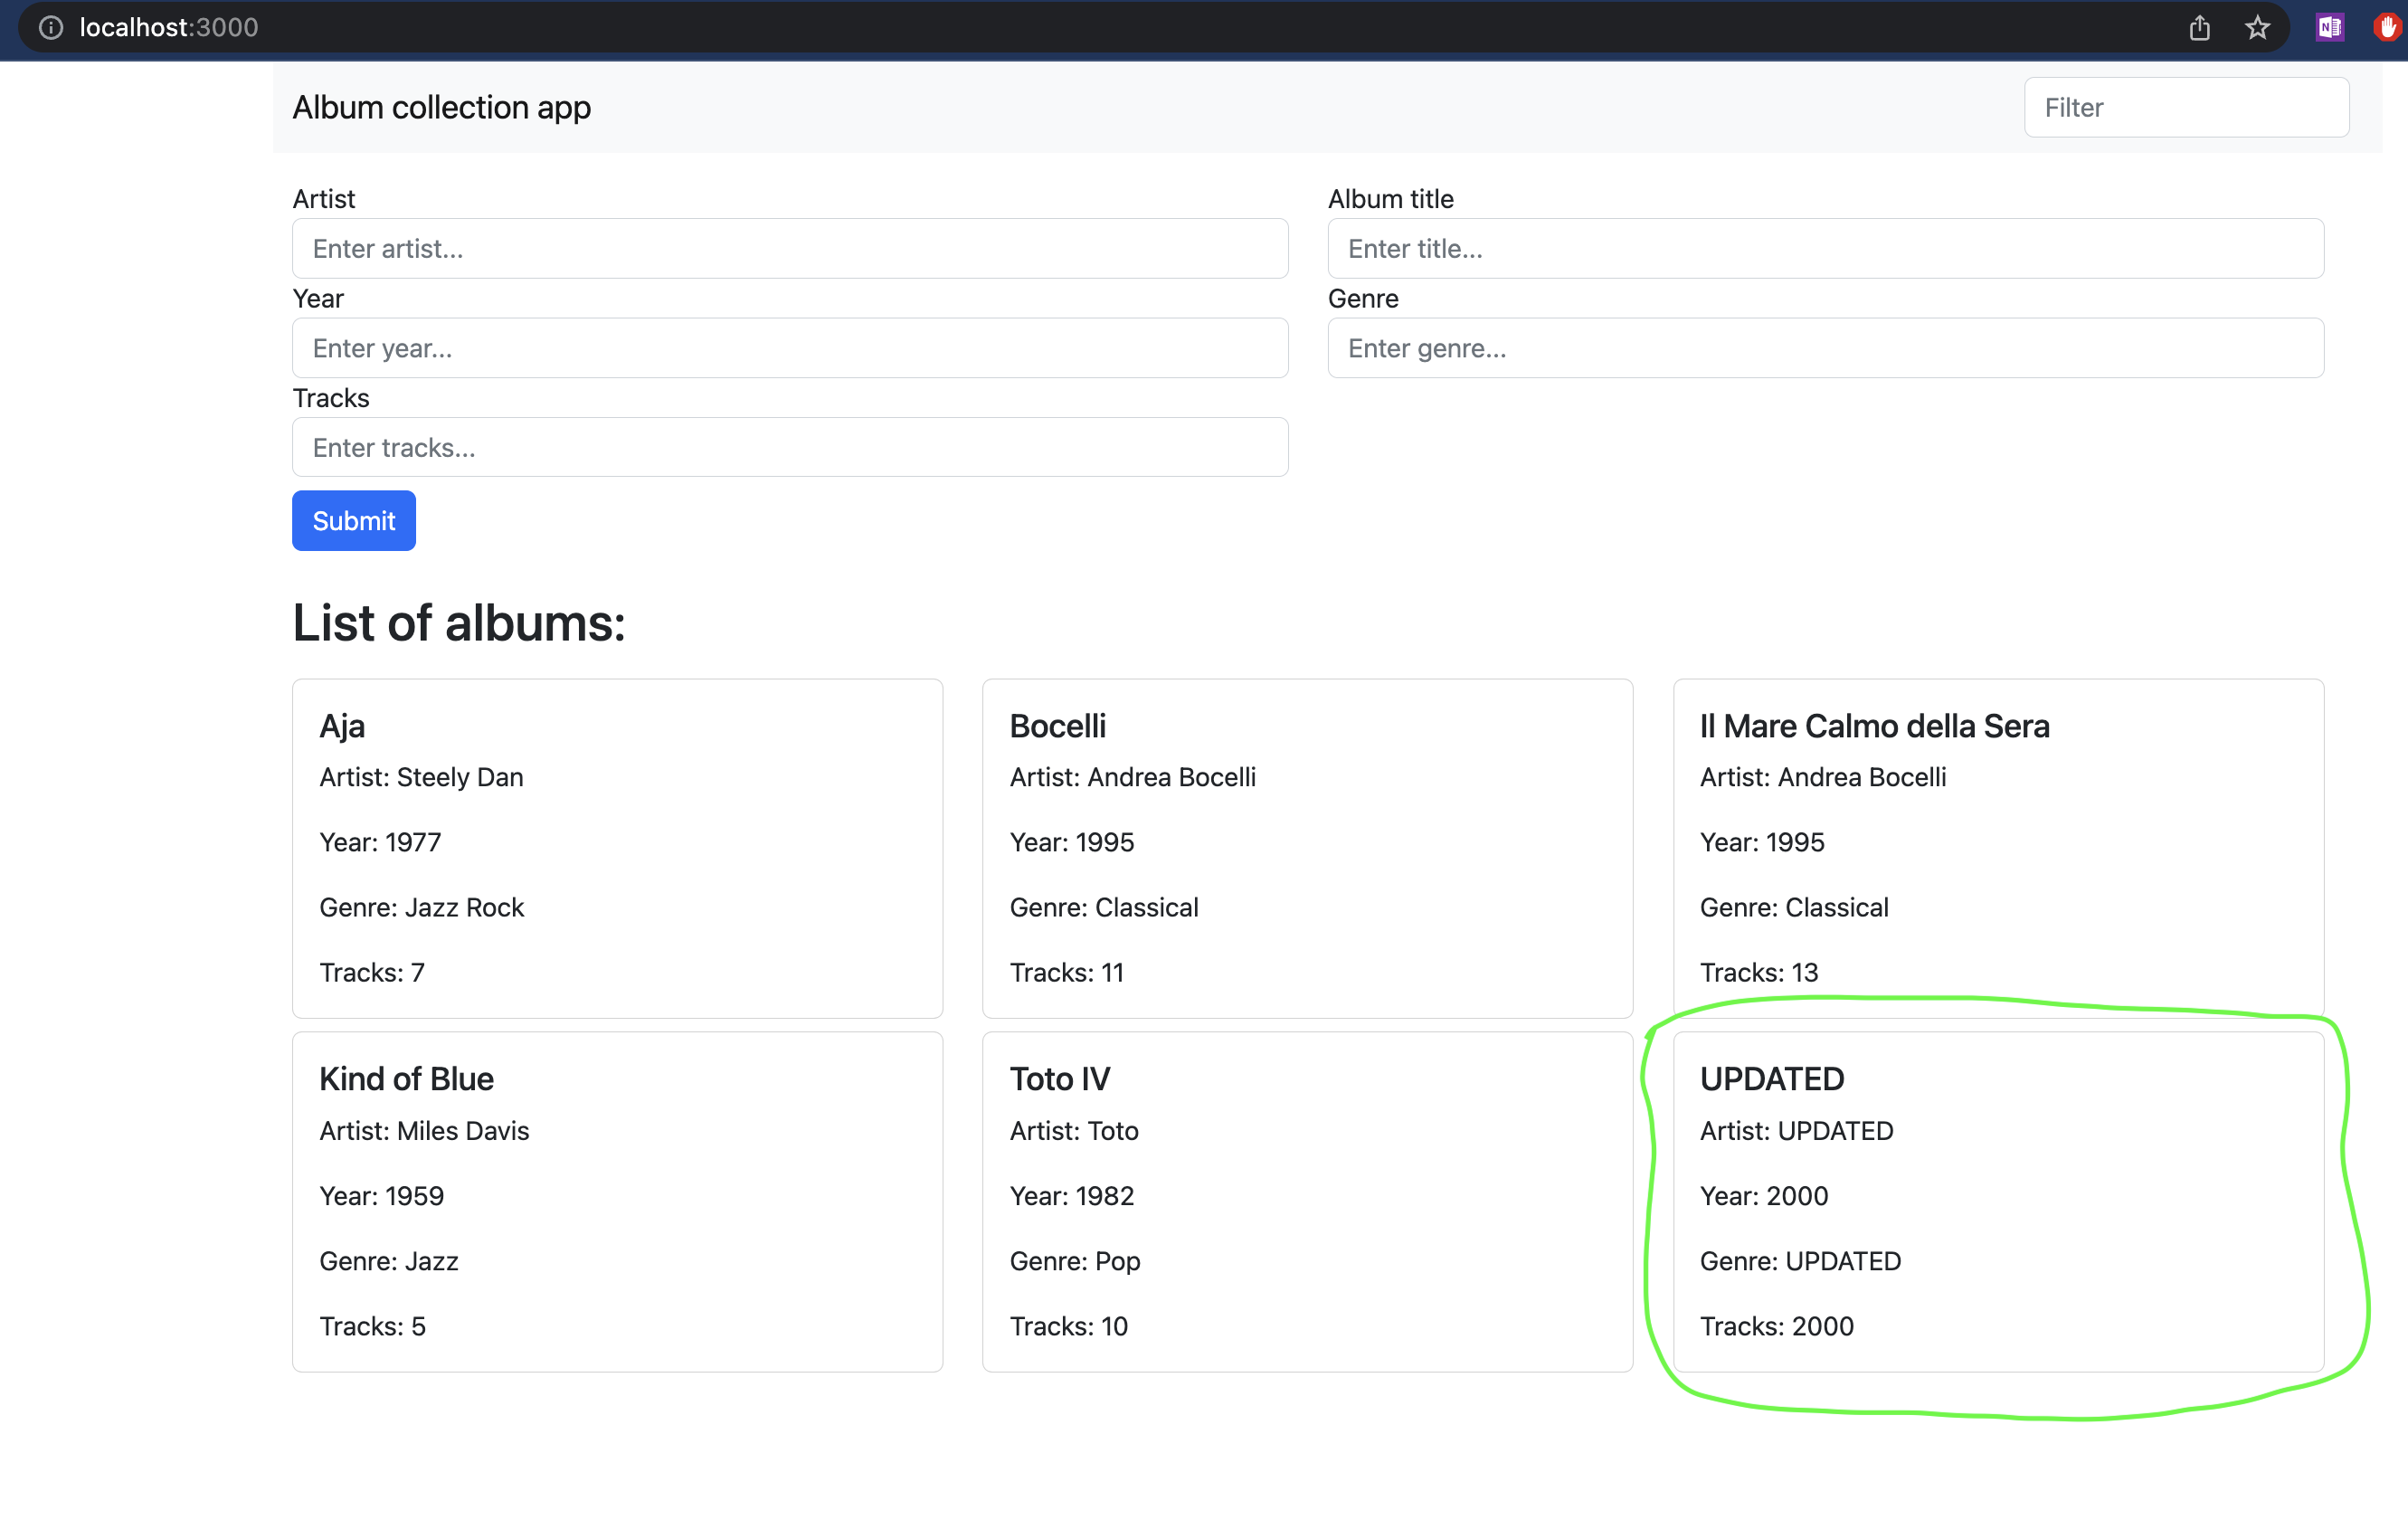 localhost:3000
Album collection app
Filter
Artist
Album title
Enter artist...
Enter title...
Year
Genre
Enter year...
Enter genre...
Tracks
Enter tracks...
Submit
List of albums:
Aja
Artist: Steely Dan
Year: 1977
Genre: Jazz Rock
Tracks: 7
Bocelli
Artist: Andrea Bocelli
Year: 1995
Genre: Classical
Tracks: 11
Il Mare Calmo della Sera
Artist: Andrea Bocelli
Year: 1995
Genre: Classical
Tracks: 13
Kind of Blue
Artist: Miles Davis
Year: 1959
Genre: Jazz
Tracks: 5
Toto IV
Artist: Toto
Year: 1982
Genre: Pop
Tracks: 10
UPDATED
Artist: UPDATED
Year: 2000
Genre: UPDATED
Tracks: 2000